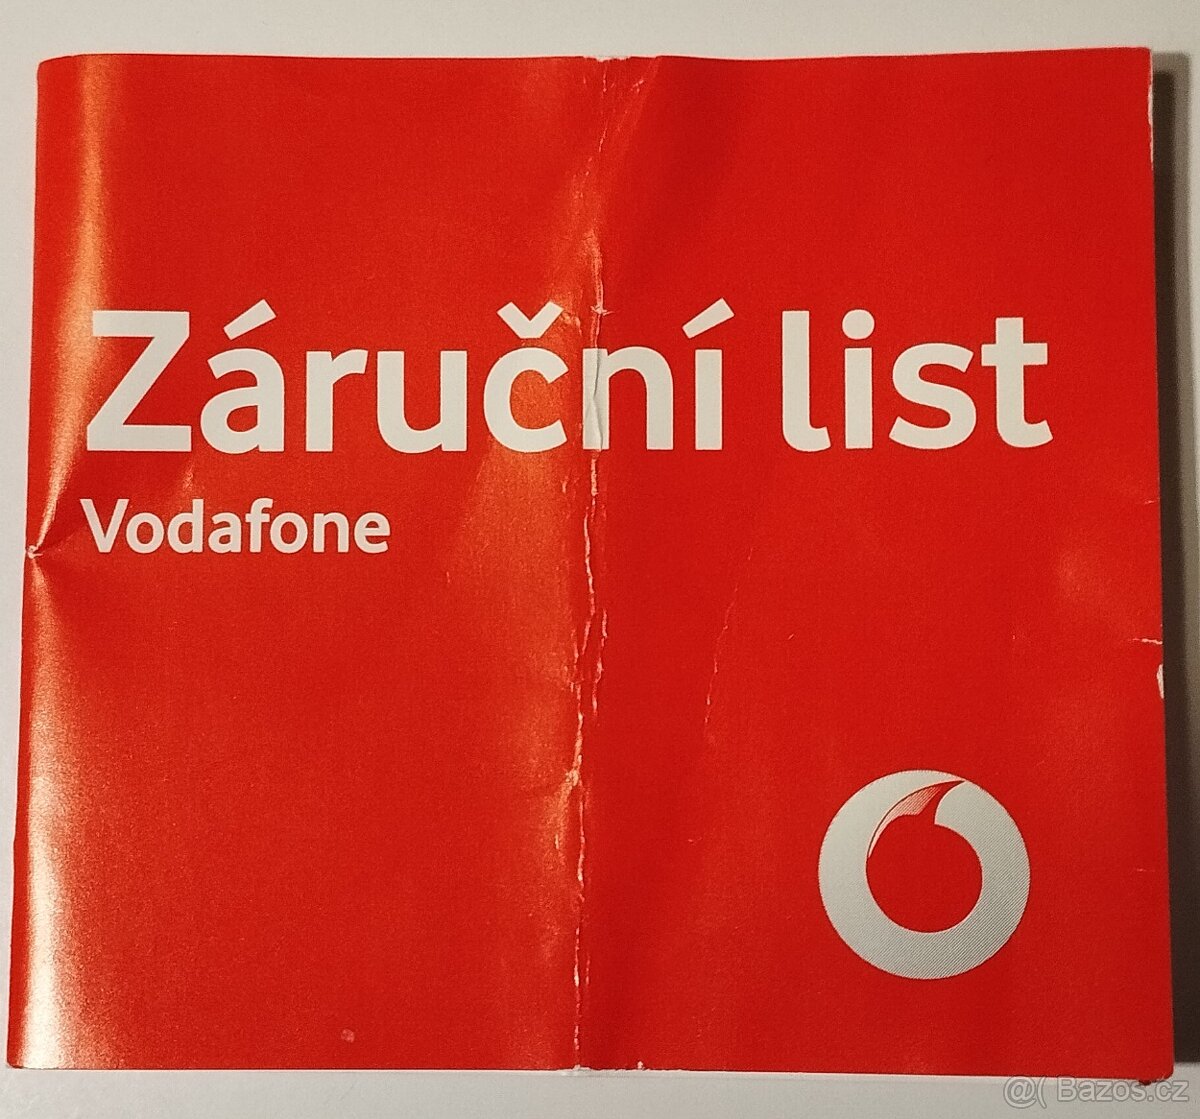 Záruční list
Vodafone
@( Bazos.cz